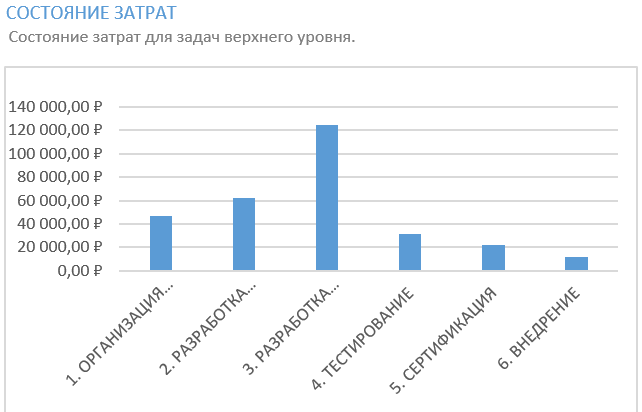 СОСТОЯНИЕ ЗАТРАТ
Состояние затрат для задач верхнего уровня.
140 000,00 ₽
120 000,00 ₽
100 000,00 ₽
80 000,00 ₽
60 000,00 ₽
40 000,00 ₽
20 000,00 ₽
0,00 ₽
1. ОРГАНИЗАЦИЯ...
2. РАЗРАБОТКА...
3. РАЗРАБОТКА...
4. ТЕСТИРОВАНИЕ
5. СЕРТИФИКАЦИЯ
6. ВНЕДРЕНИЕ